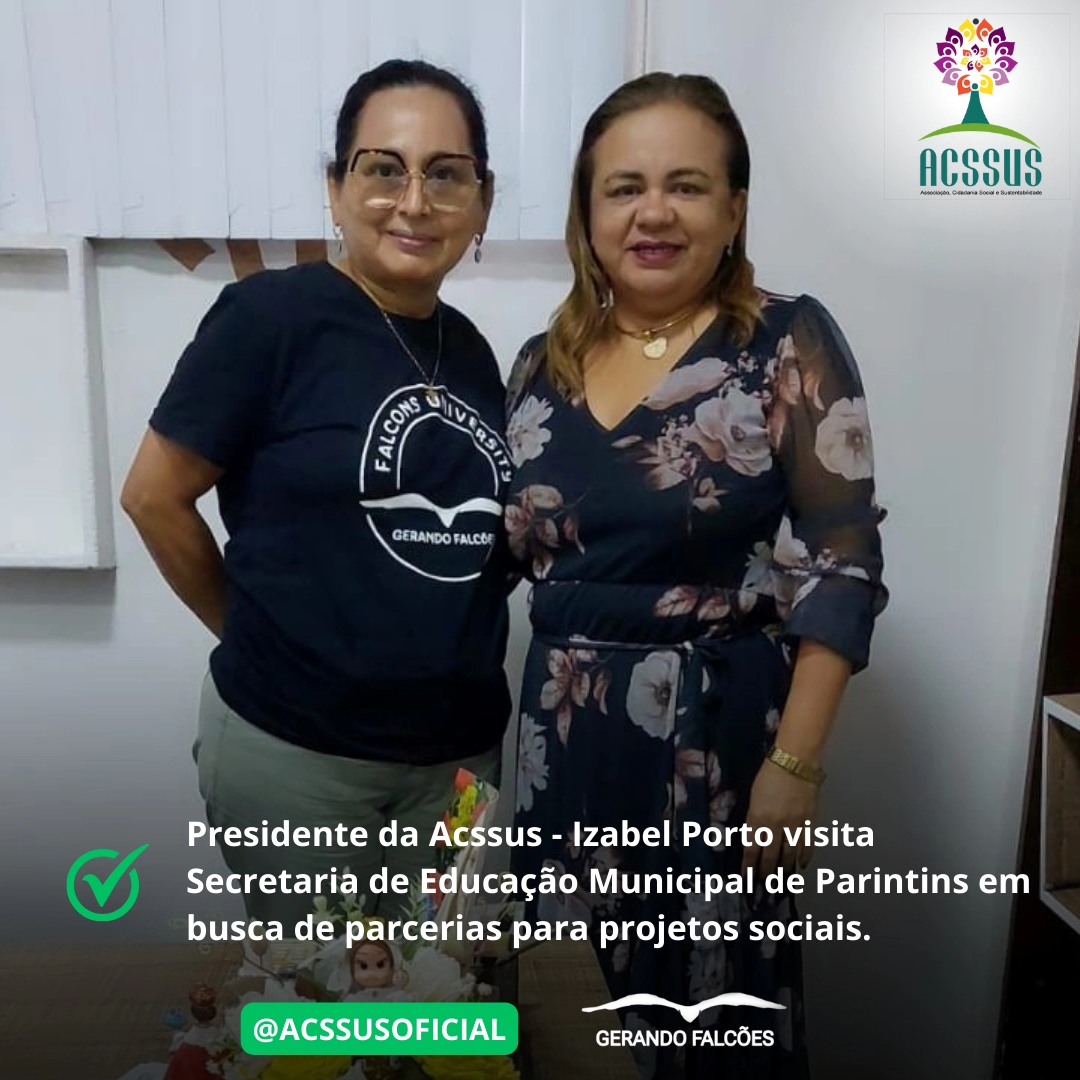 ACSSUS
Associação, Cidadania Social e Sustentabilidade
FALCONS UNIVERSITY
GERANDO FALCÕES
Presidente da Acssus - Izabel Porto visita
Secretaria de Educação Municipal de Parintins em
busca de parcerias para projetos sociais.
@ACSSUSOFICIAL
GERANDO FALCÕES